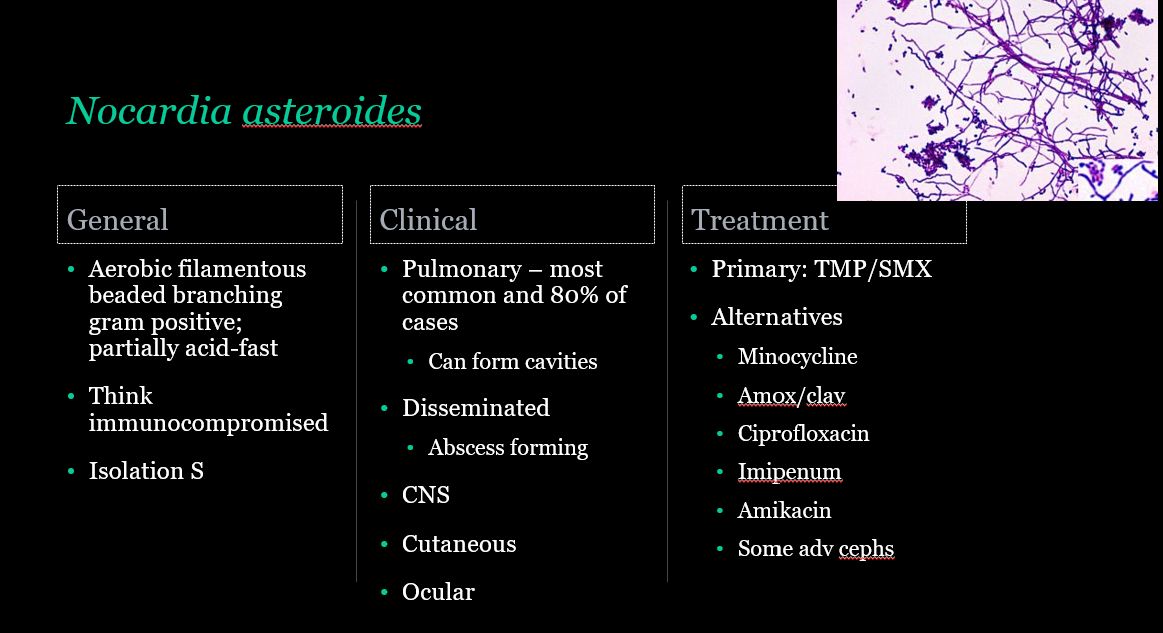 Nocardia asteroides
General
Aerobic filamentous
beaded branching
gram positive;
partially acid-fast
Think
immunocompromised
Isolation S
Clinical
Pulmonary – most
common and 80% of
cases
Can form cavities
Disseminated
Abscess forming
CNS
Cutaneous
Ocular
Treatment
Primary: TMP/SMX
Alternatives
Minocycline
Amox/clav
Ciprofloxacin
Imipenum
Amikacin
Some adv cephs